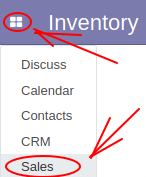 Inventory
Discuss
Calendar
Contacts
CRM
Sales